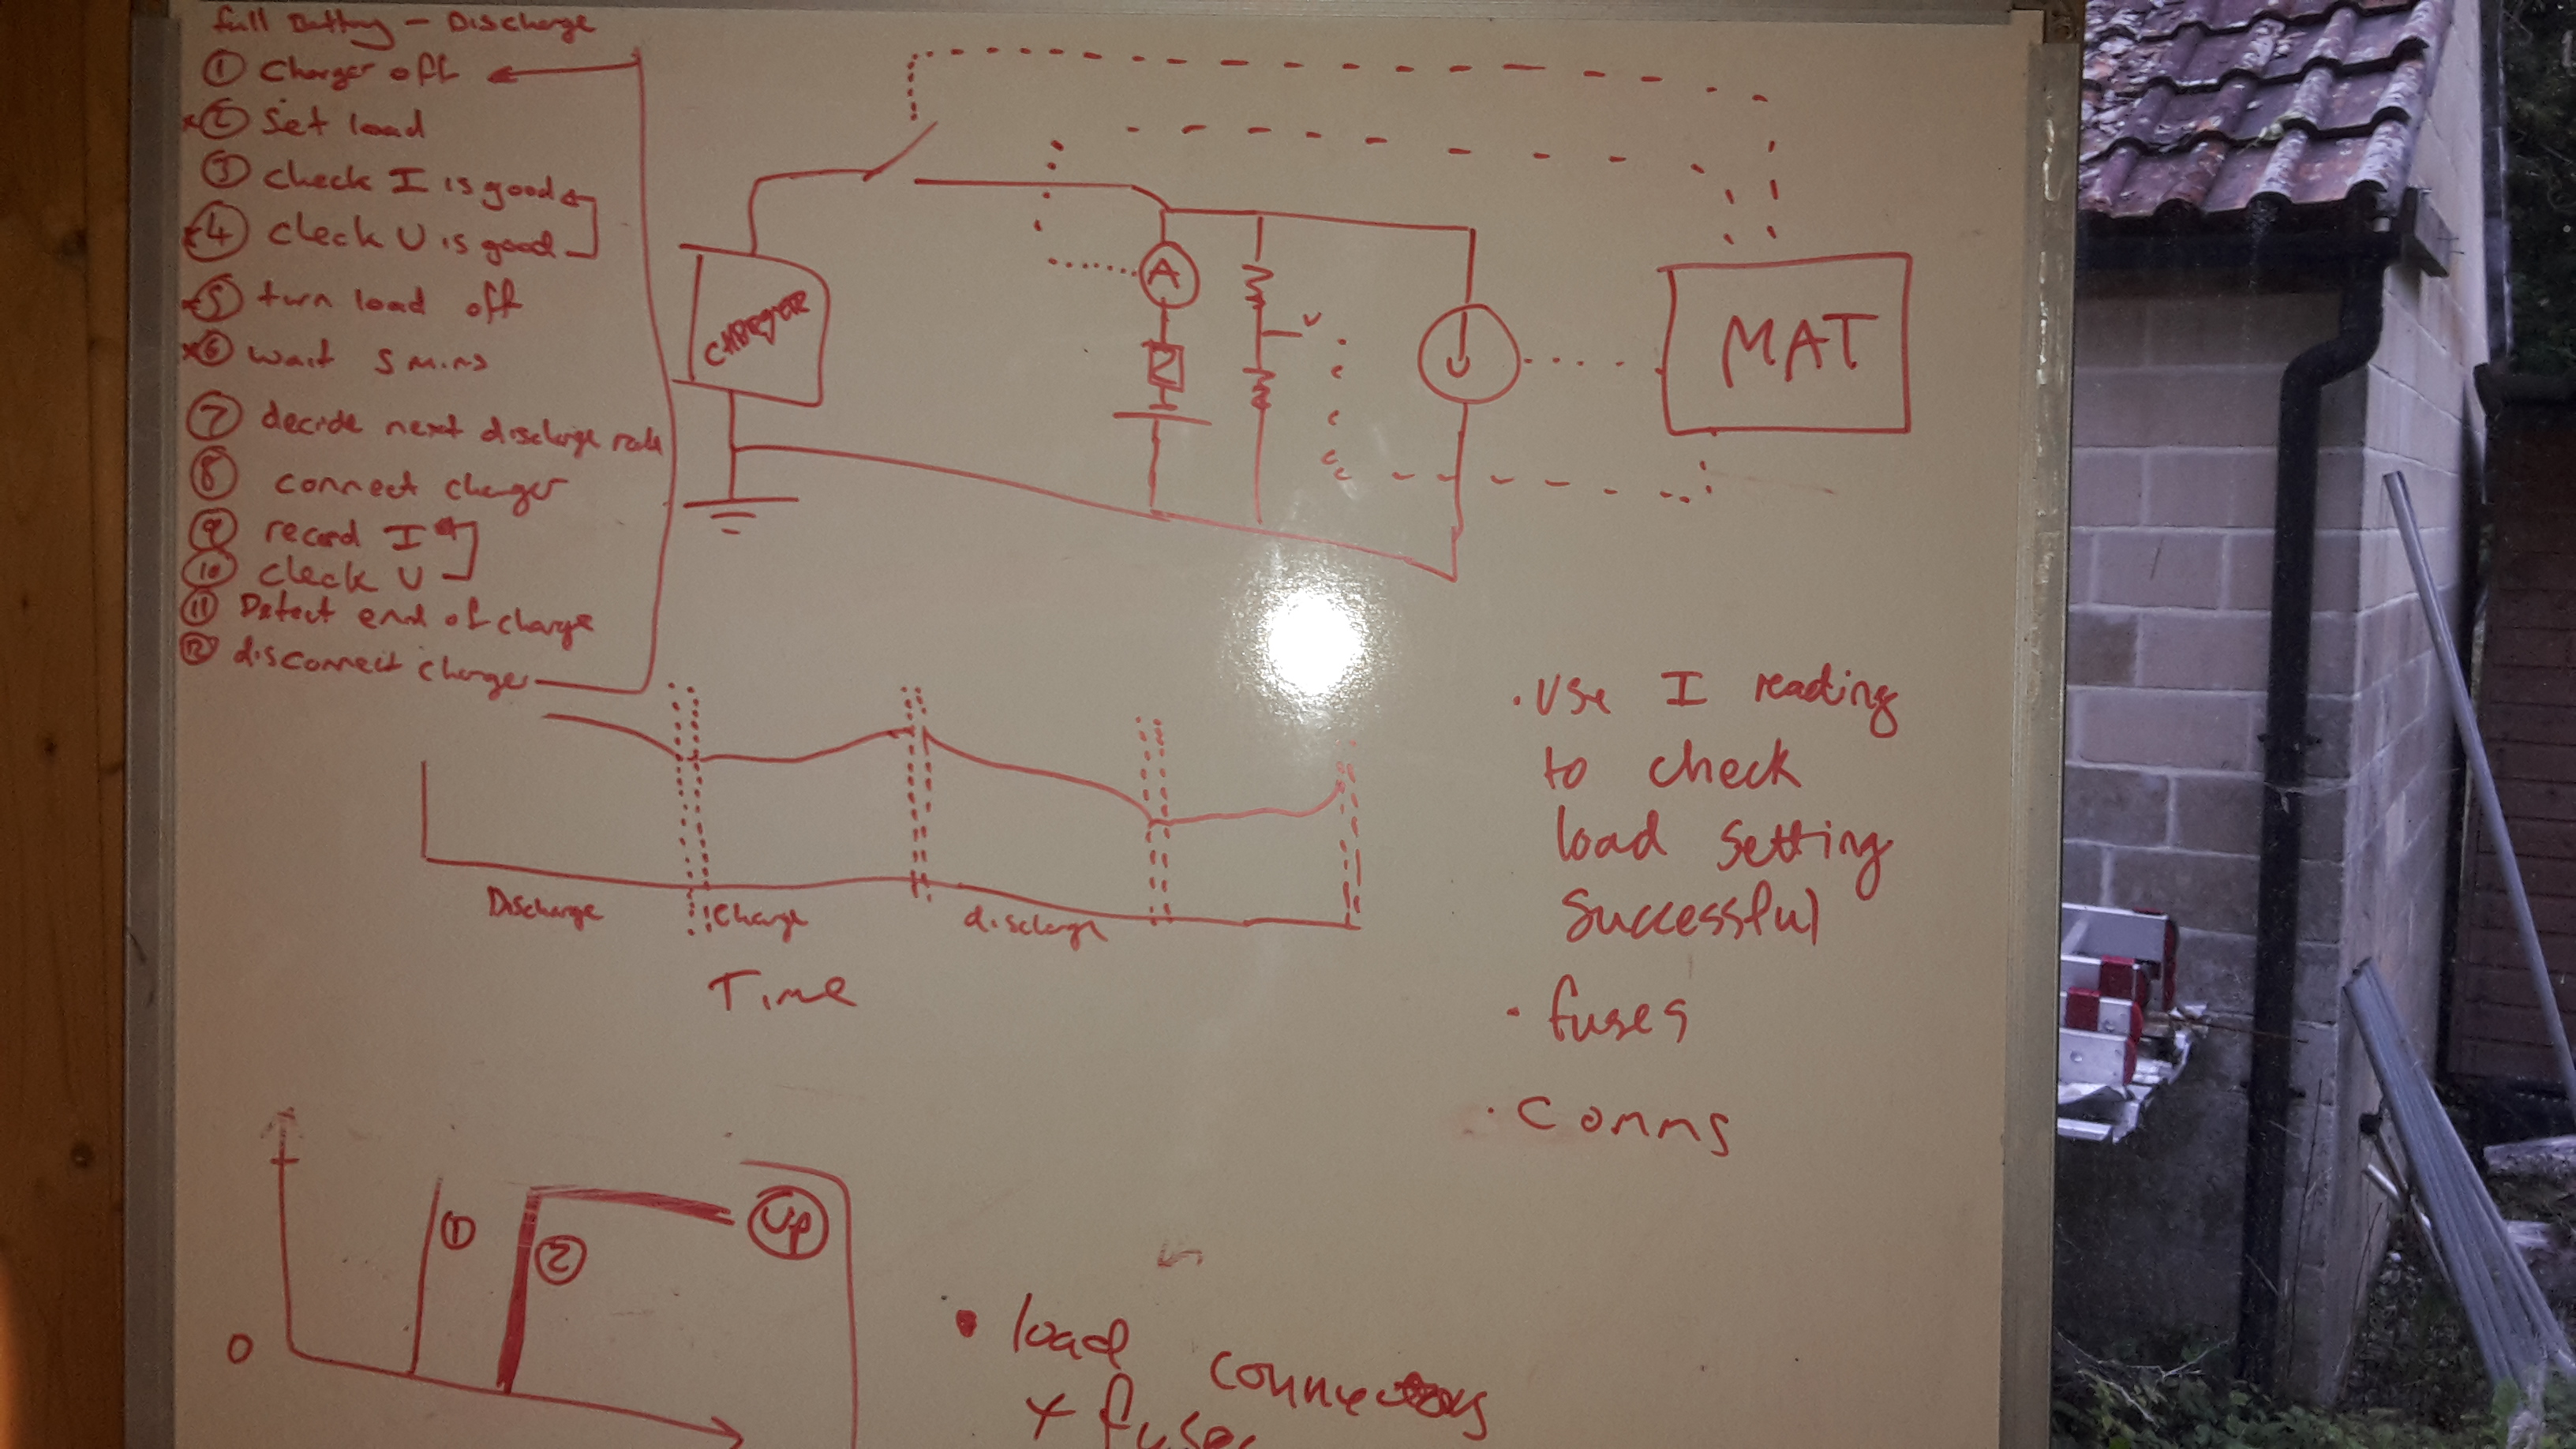 full Battery - Discharge
① Charger off
*② Set load
③ check I is good
*④ check U is good
*⑤ turn load off
*⑥ wait 5 mins
⑦ decide next discharge rate
⑧ connect charger
⑨ record I
⑩ check U
⑪ Detect end of charge
⑫ disconnect charger
CHARGER
A
V
MAT
Discharge
Charge
discharge
Time
· Use I reading
to check
load setting
successful
· fuses
· Comms
①
②
Up
0
• load connectors
+ fuses